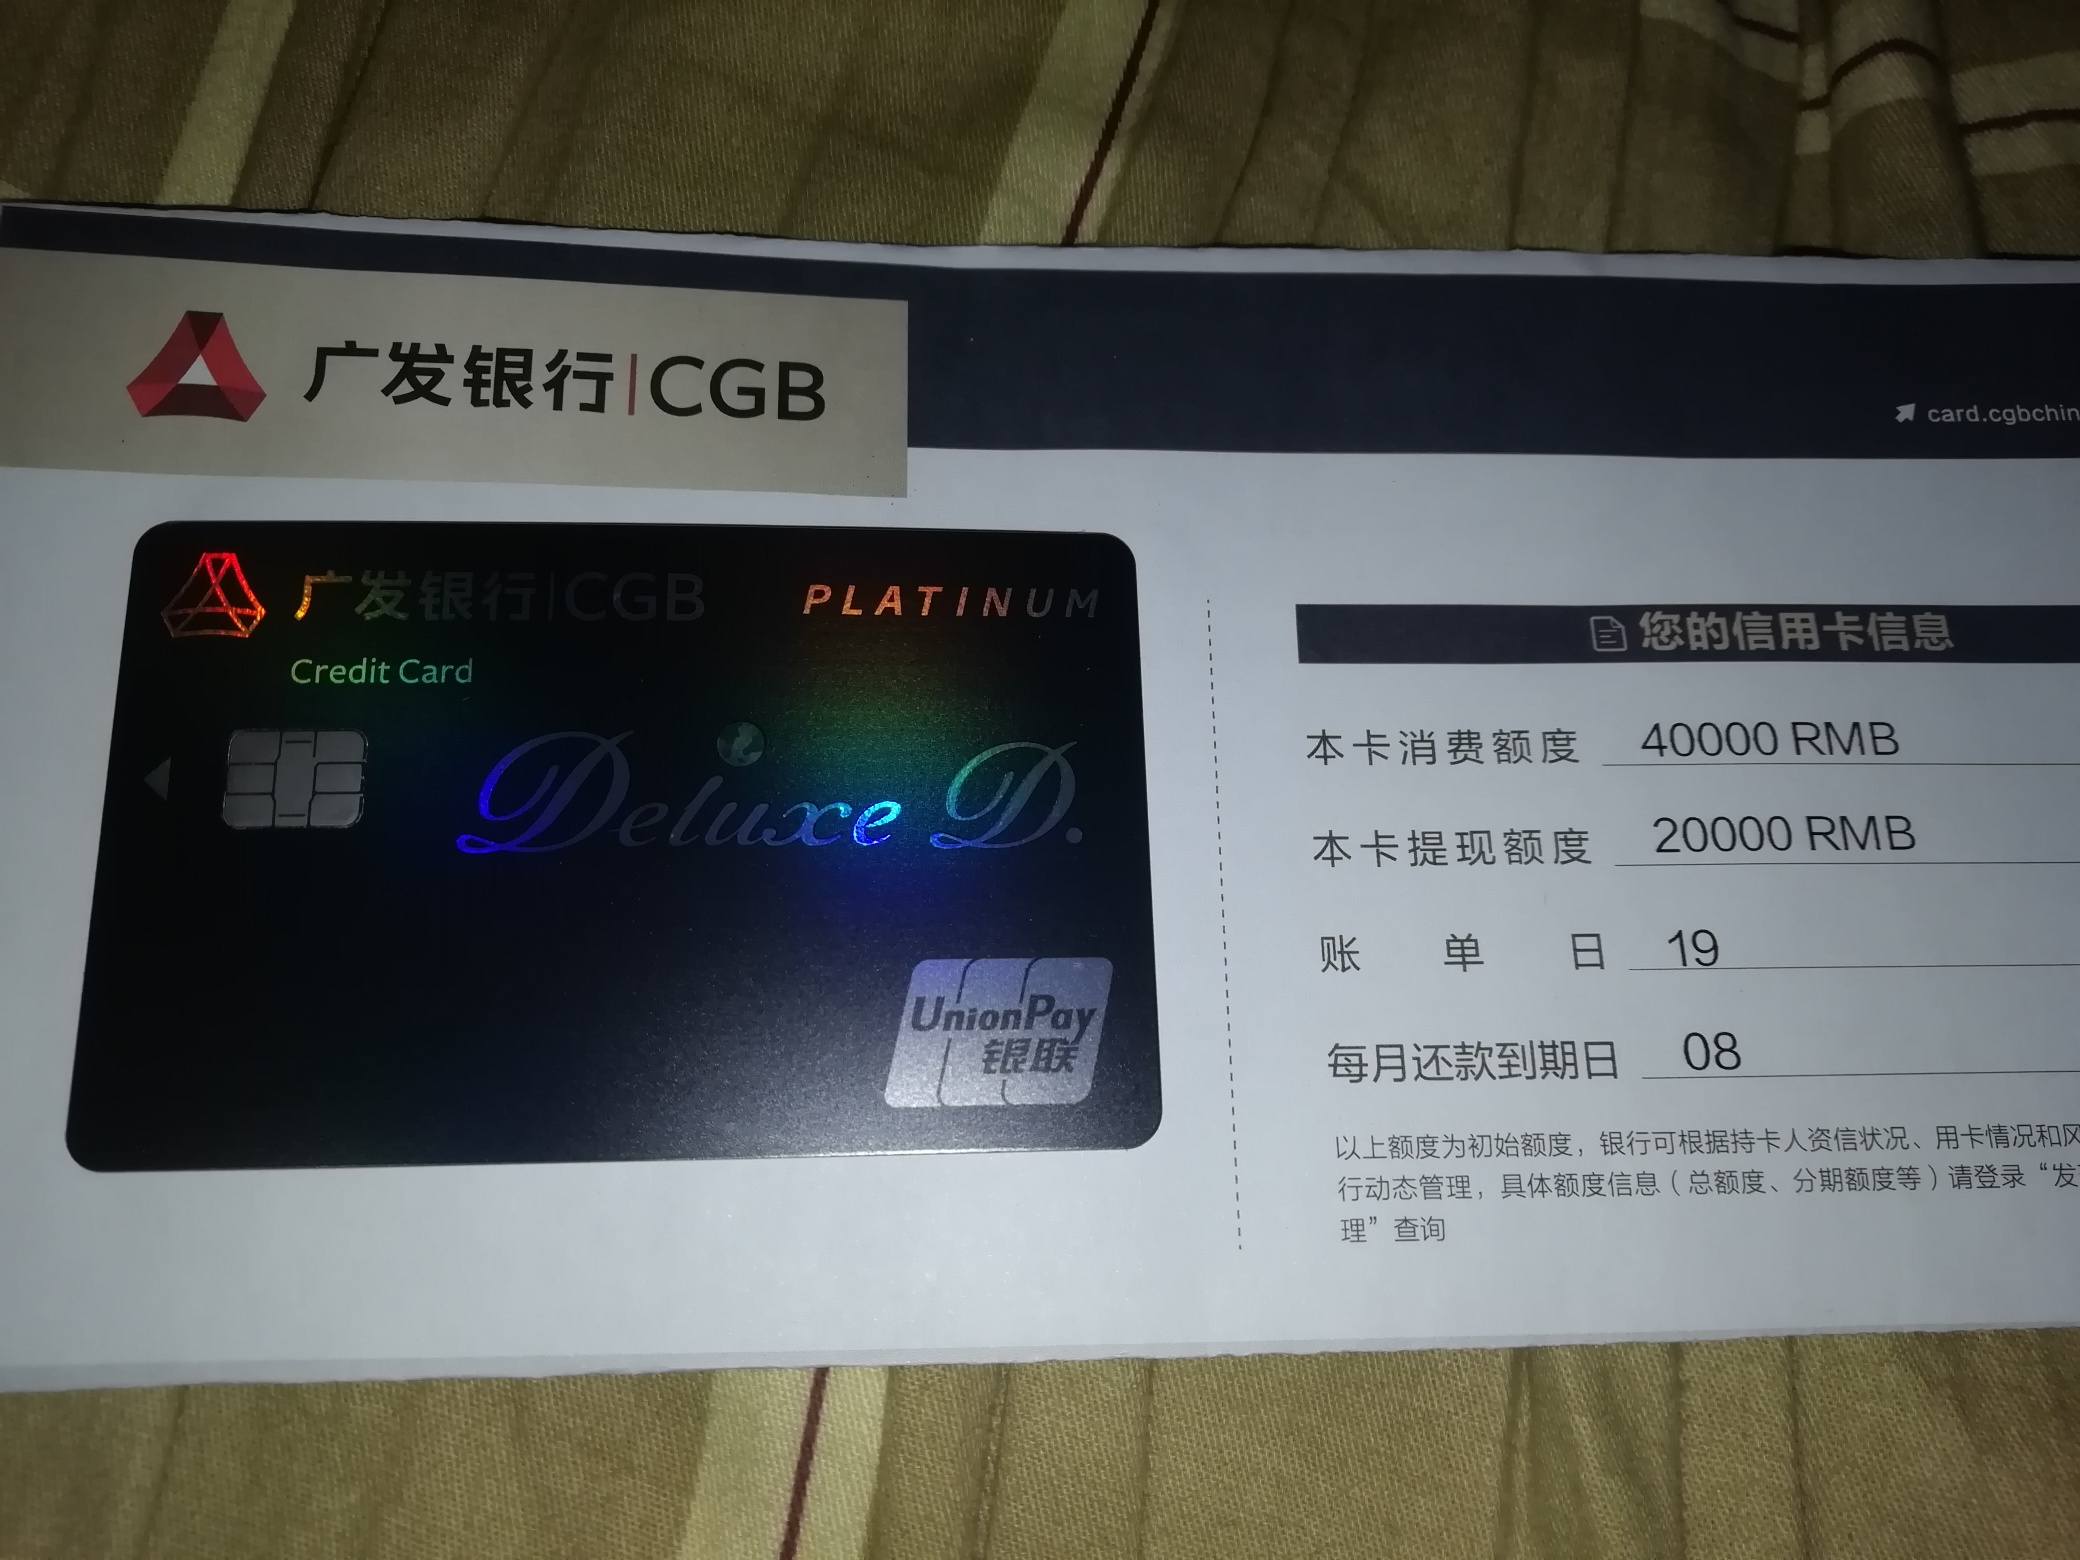 广发银行|CGB
card.cgbchin
广发银行|CGB
PLATINUM
Credit Card
Deluxe D.
UnionPay
银联
您的信用卡信息
本卡消费额度 40000 RMB
本卡提现额度 20000 RMB
账单日 19
每月还款到期日 08
以上额度为初始额度，银行可根据持卡人资信状况、用卡情况和风
行动态管理，具体额度信息（总额度、分期额度等）请登录“发
理”查询